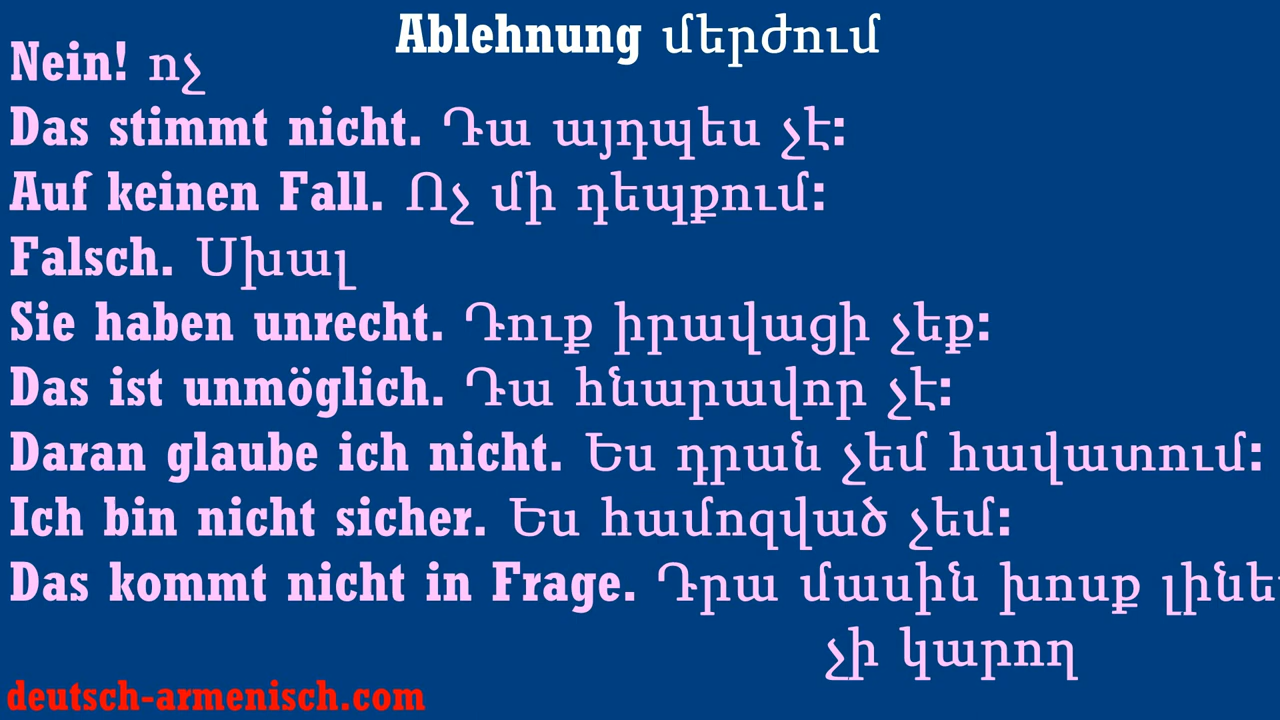 Ablehnung մերժում
Nein! ոչ
Das stimmt nicht. Դա այդպես չէ:
Auf keinen Fall. Ոչ մի դեպքում:
Falsch. Սխալ
Sie haben unrecht. Դուք իրավացի չեք:
Das ist unmöglich. Դա հնարավոր չէ:
Daran glaube ich nicht. Ես դրան չեմ հավատում:
Ich bin nicht sicher. Ես համոզված չեմ:
Das kommt nicht in Frage. Դրա մասին խոսք
չի կարող
deutsch-armenisch.com